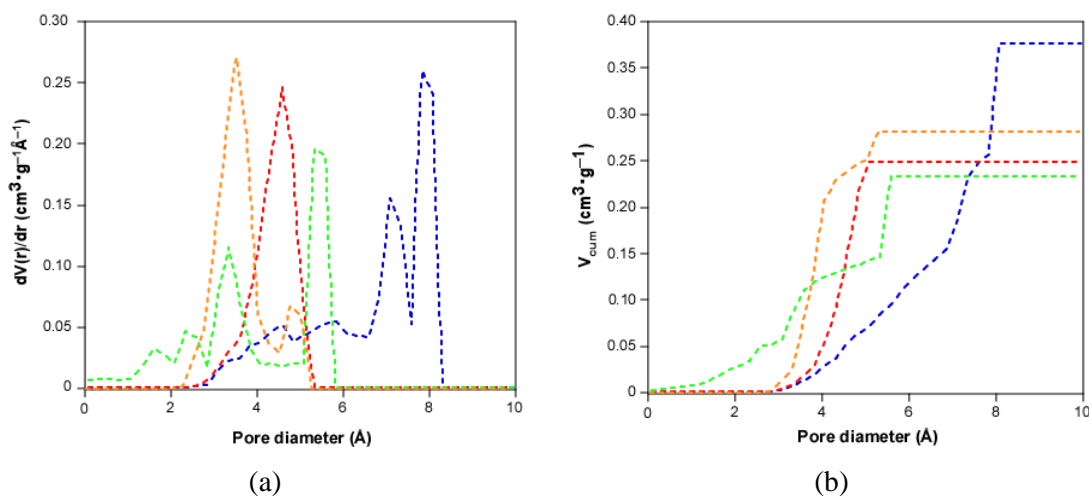 0.30
0.25
0.20
0.15
0.10
0.05
0
dV(r)/dr (cm³▪g⁻¹Å⁻¹)
0 2 4 6 8 10
Pore diameter (Å)
(a)
0.40
0.35
0.30
0.25
0.20
0.15
0.10
0.05
0
V_cum (cm³▪g⁻¹)
0 2 4 6 8 10
Pore diameter (Å)
(b)